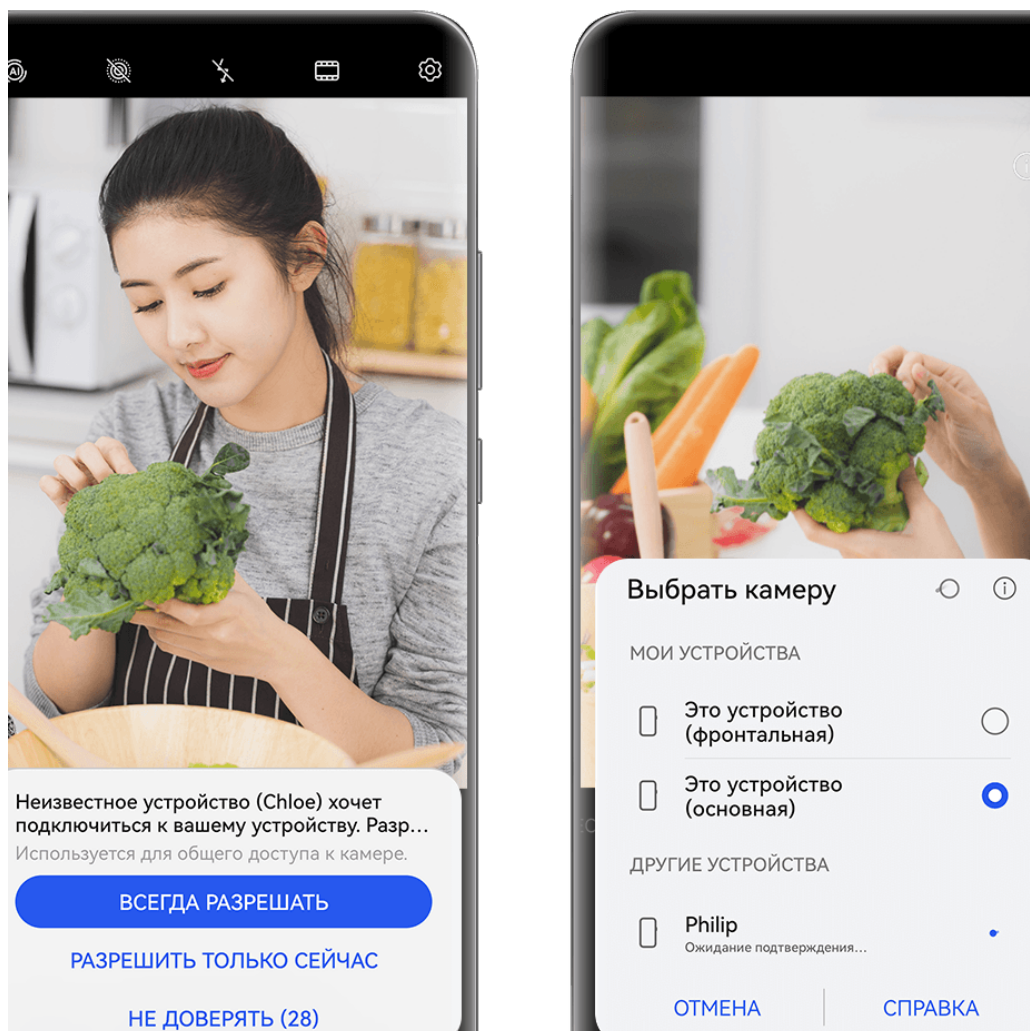 AI
Неизвестное устройство (Chloe) хочет
подключиться к вашему устройству. Разр...
Используется для общего доступа к камере.
ВСЕГДА РАЗРЕШАТЬ
РАЗРЕШИТЬ ТОЛЬКО СЕЙЧАС
НЕ ДОВЕРЯТЬ (28)
Выбрать камеру
МОИ УСТРОЙСТВА
Это устройство
(фронтальная)
Это устройство
(основная)
ДРУГИЕ УСТРОЙСТВА
Philip
Ожидание подтверждения...
ОТМЕНА
СПРАВКА